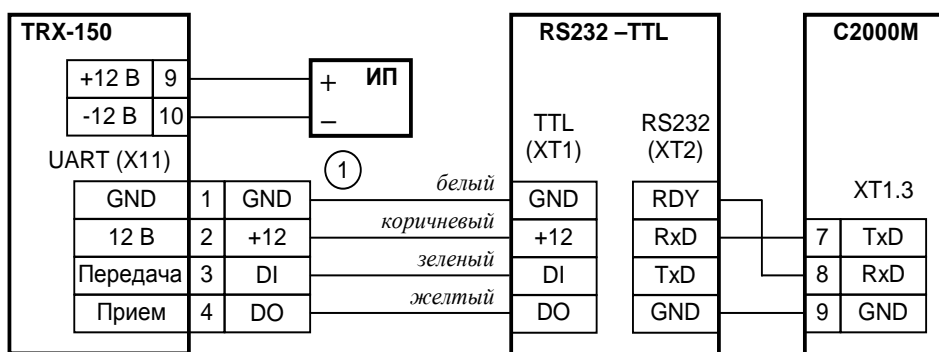 TRX-150
RS232 –TTL
C2000M
+12 В 9
+ ИП
-12 В 10
–
TTL
(XT1)
RS232
(XT2)
UART (X11)
1
XT1.3
GND 1 GND
белый
GND
RDY
12 В 2 +12
коричневый
+12
RxD
7 TxD
Передача 3 DI
зеленый
DI
TxD
8 RxD
Прием 4 DO
желтый
DO
GND
9 GND